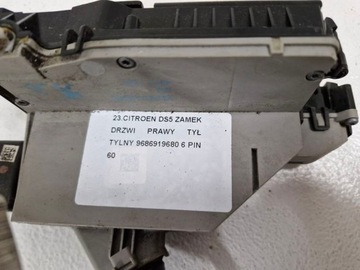 23.CITROEN DS5 ZAMEK
DRZWI PRAWY TYŁ
TYLNY 9686919680 6 PIN
60